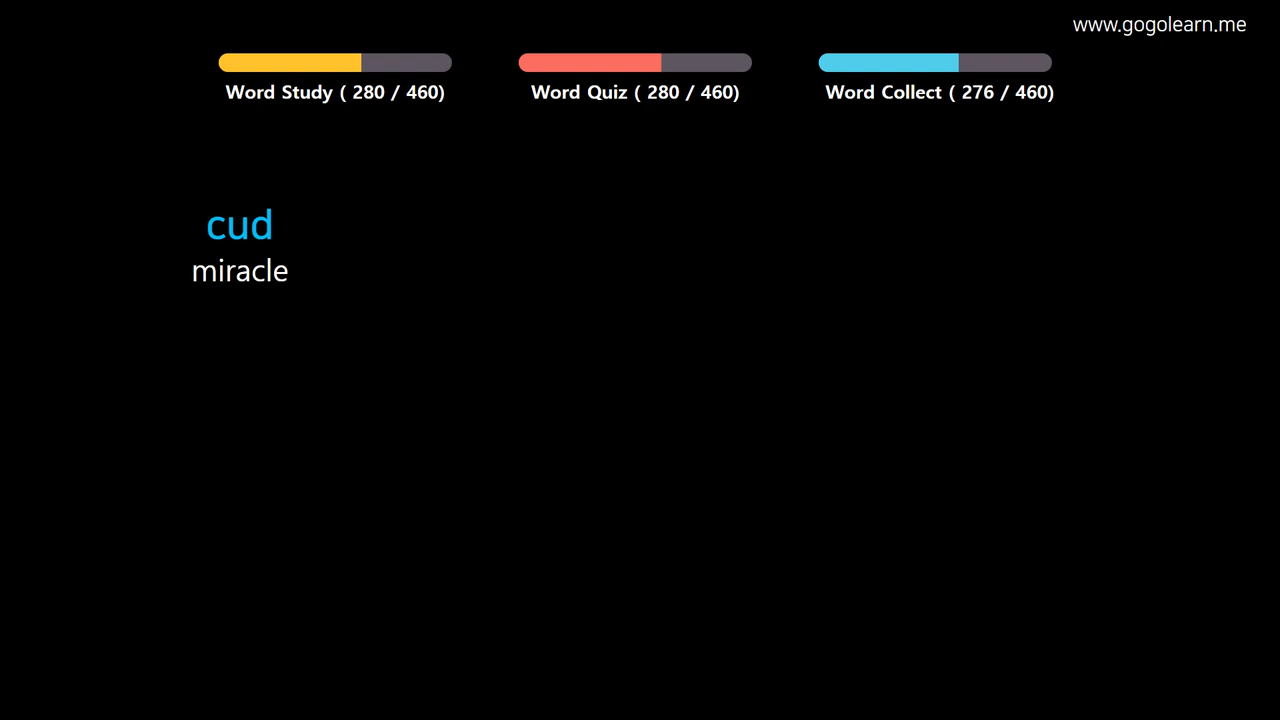 www.gogolearn.me
Word Study ( 280 / 460)
Word Quiz ( 280 / 460)
Word Collect ( 276 / 460)
cud
miracle